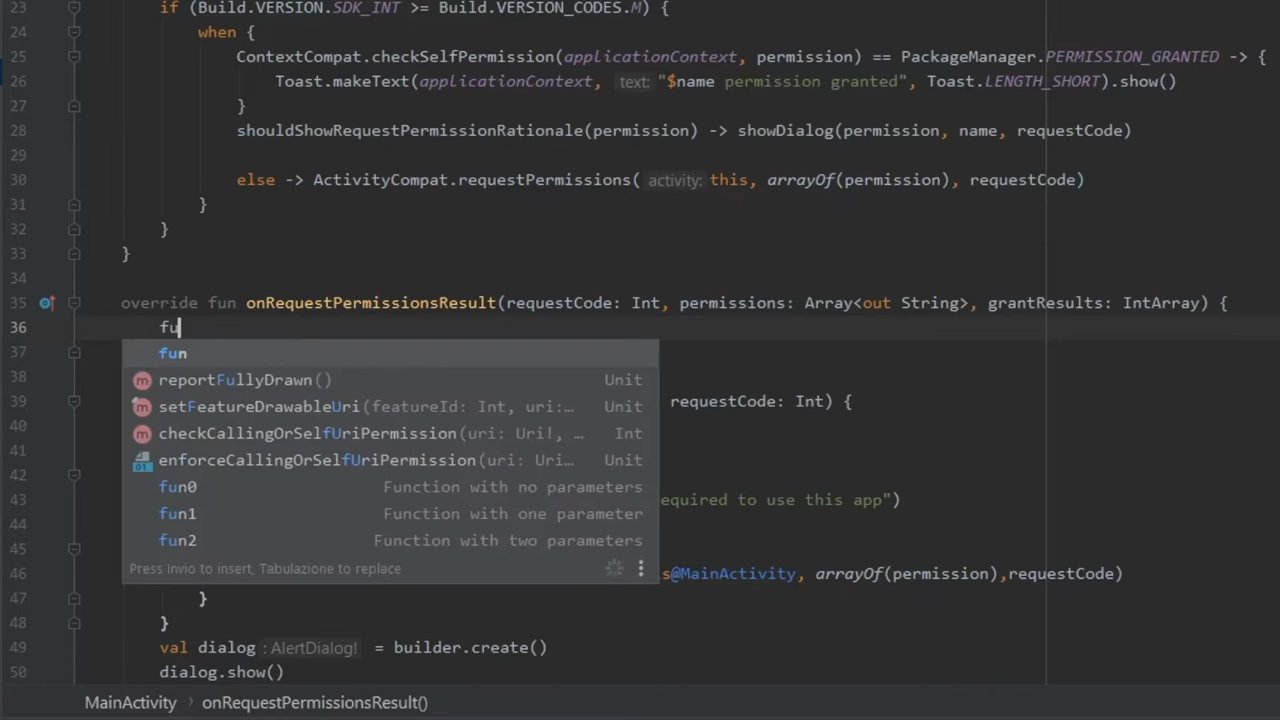 23 if (Build.VERSION.SDK_INT >= Build.VERSION_CODES.M) {
24 when {
25 ContextCompat.checkSelfPermission(applicationContext, permission) == PackageManager.PERMISSION_GRANTED -> {
26 Toast.makeText(applicationContext, text: "$name permission granted", Toast.LENGTH_SHORT).show()
27 }
28 shouldShowRequestPermissionRationale(permission) -> showDialog(permission, name, requestCode)
29
30 else -> ActivityCompat.requestPermissions( activity: this, arrayOf(permission), requestCode)
31 }
32 }
33 }
34
35 override fun onRequestPermissionsResult(requestCode: Int, permissions: Array<out String>, grantResults: IntArray) {
36 fu
37 fun
38 reportFullyDrawn() Unit
39 requestCode: Int) {
setFeatureDrawableUri(featureId: Int, uri:… Unit
40 checkCallingOrSelfUriPermission(uri: Uri!, … Int
41 enforceCallingOrSelfUriPermission(uri: Uri… Unit
42 fun0 Function with no parameters
43 equired to use this app")
fun1 Function with one parameter
44 fun2 Function with two parameters
45 Press Invio to insert, Tabulazione to replace
46 s@MainActivity, arrayOf(permission),requestCode)
47 }
48 }
49 val dialog : AlertDialog! = builder.create()
50 dialog.show()
MainActivity › onRequestPermissionsResult()